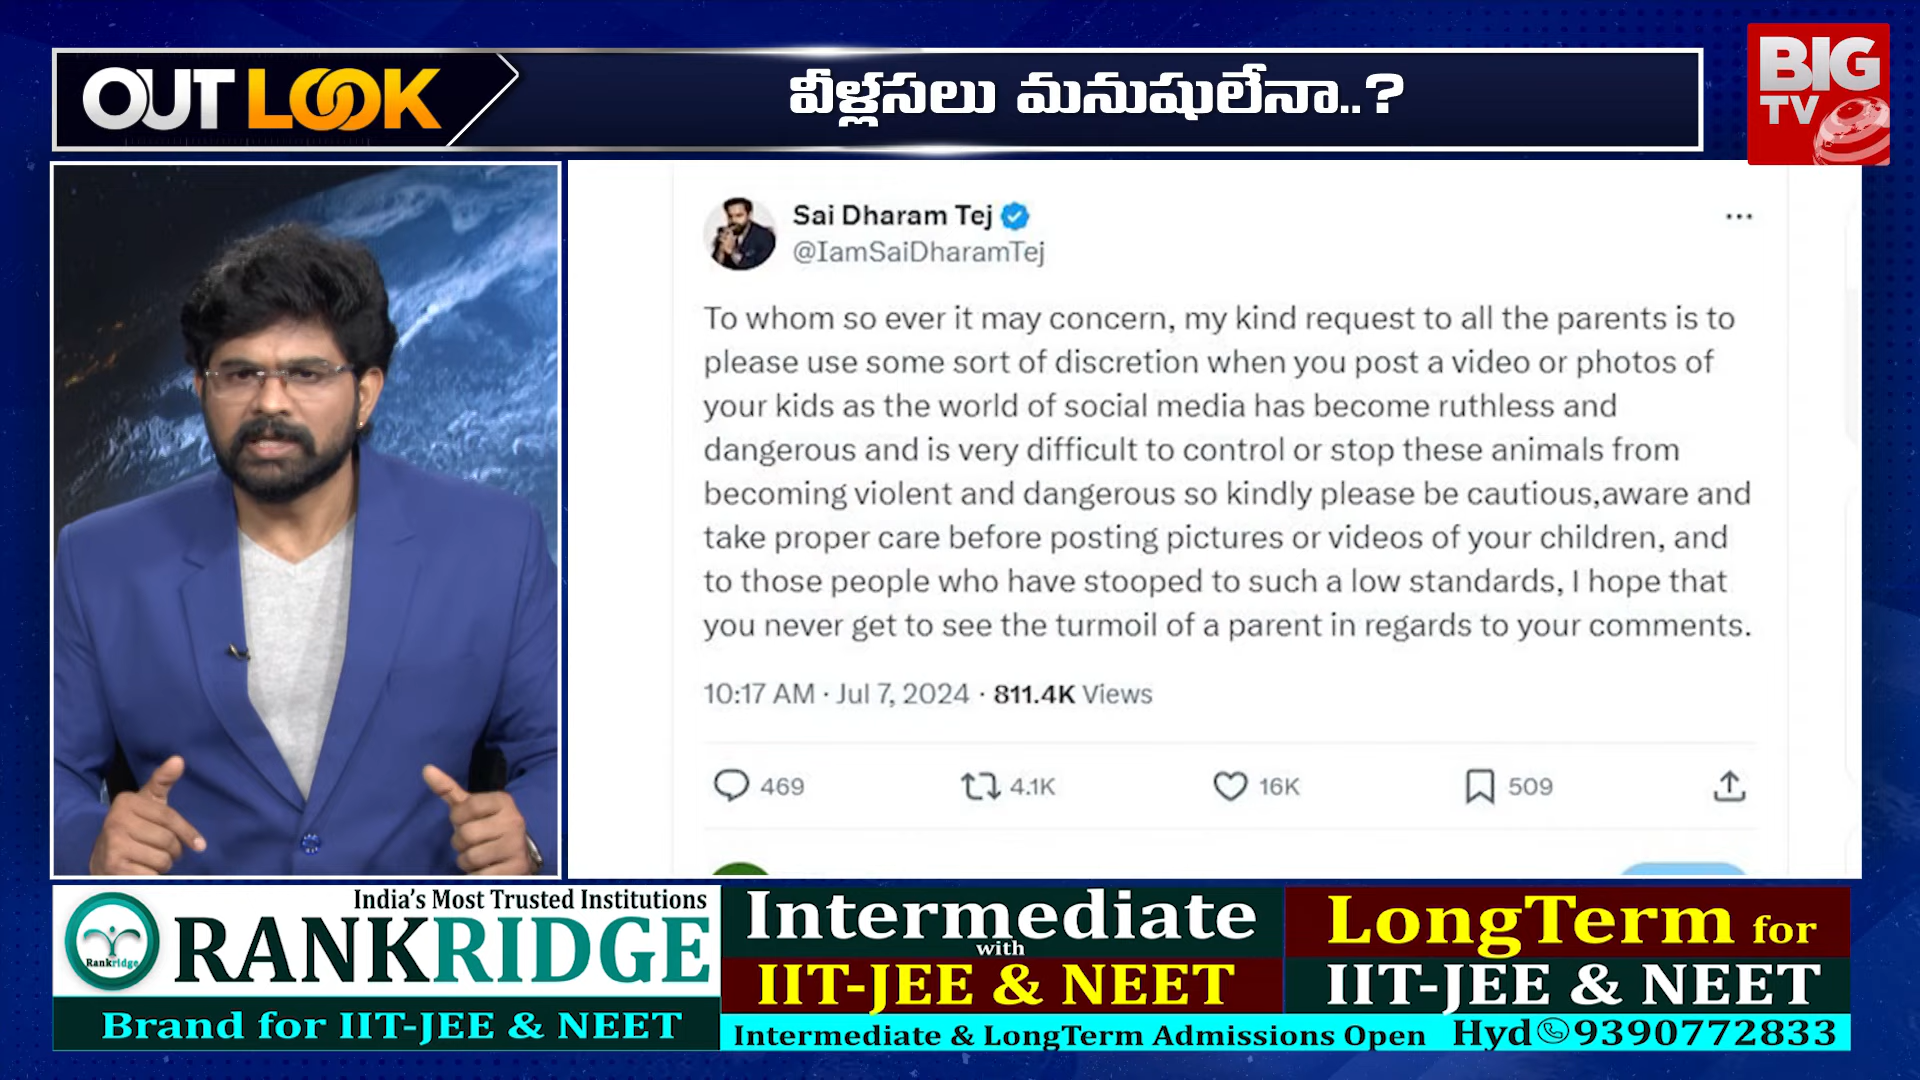 OUTLOOK
వీళ్లసలు మనుషులేనా..?
BIG
TV
Sai Dharam Tej
@IamSaiDharamTej
To whom so ever it may concern, my kind request to all the parents is to
please use some sort of discretion when you post a video or photos of
your kids as the world of social media has become ruthless and
dangerous and is very difficult to control or stop these animals from
becoming violent and dangerous so kindly please be cautious,aware and
take proper care before posting pictures or videos of your children, and
to those people who have stooped to such a low standards, I hope that
you never get to see the turmoil of a parent in regards to your comments.
10:17 AM · Jul 7, 2024 · 811.4K Views
469 4.1K 16K 509
India's Most Trusted Institutions
Rankridge
RANKRIDGE
Brand for IIT-JEE & NEET
Intermediate
with
IIT-JEE & NEET
LongTerm for
IIT-JEE & NEET
Intermediate & LongTerm Admissions Open Hyd 9390772833